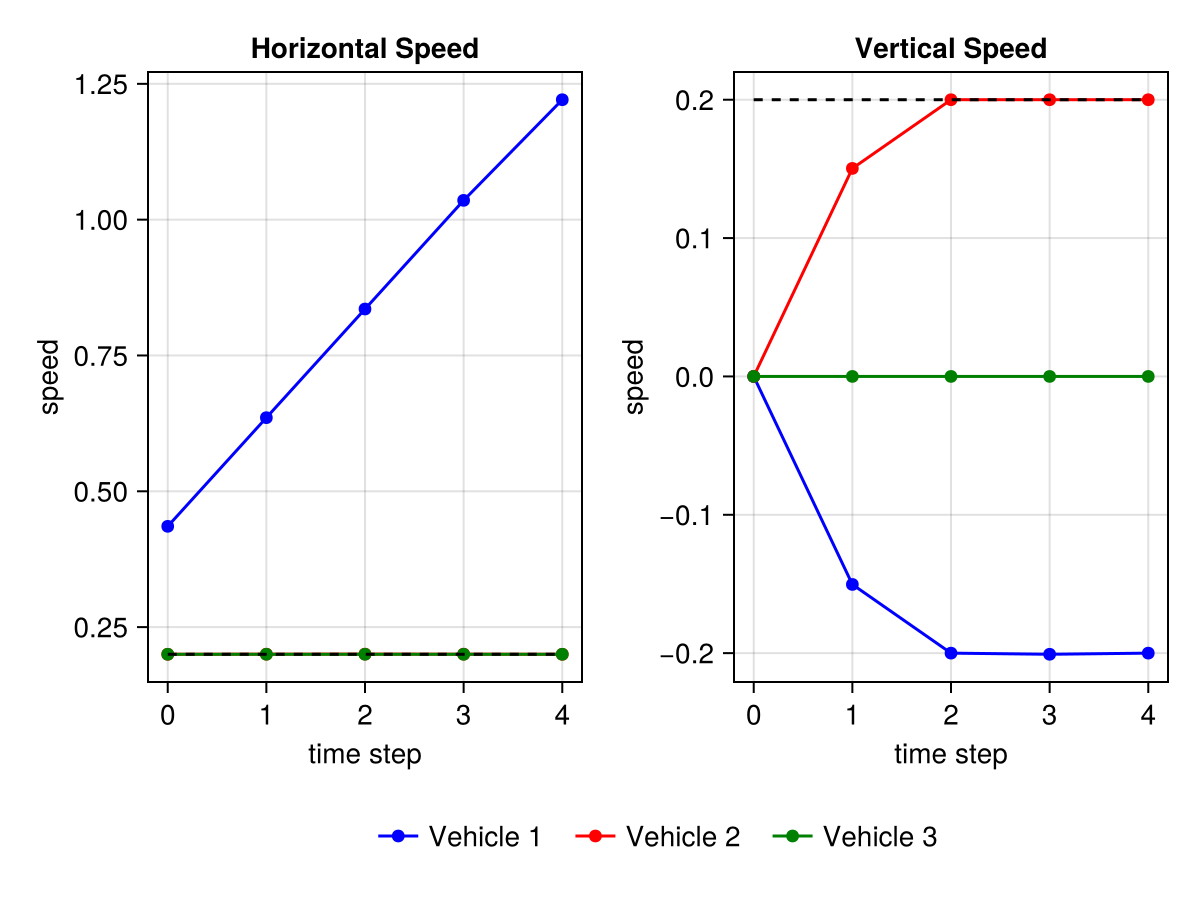 Horizontal Speed
1.25
1.00
0.75
0.50
0.25
speed
0 1 2 3 4
time step
Vertical Speed
0.2
0.1
0.0
−0.1
−0.2
speed
0 1 2 3 4
time step
Vehicle 1 Vehicle 2 Vehicle 3